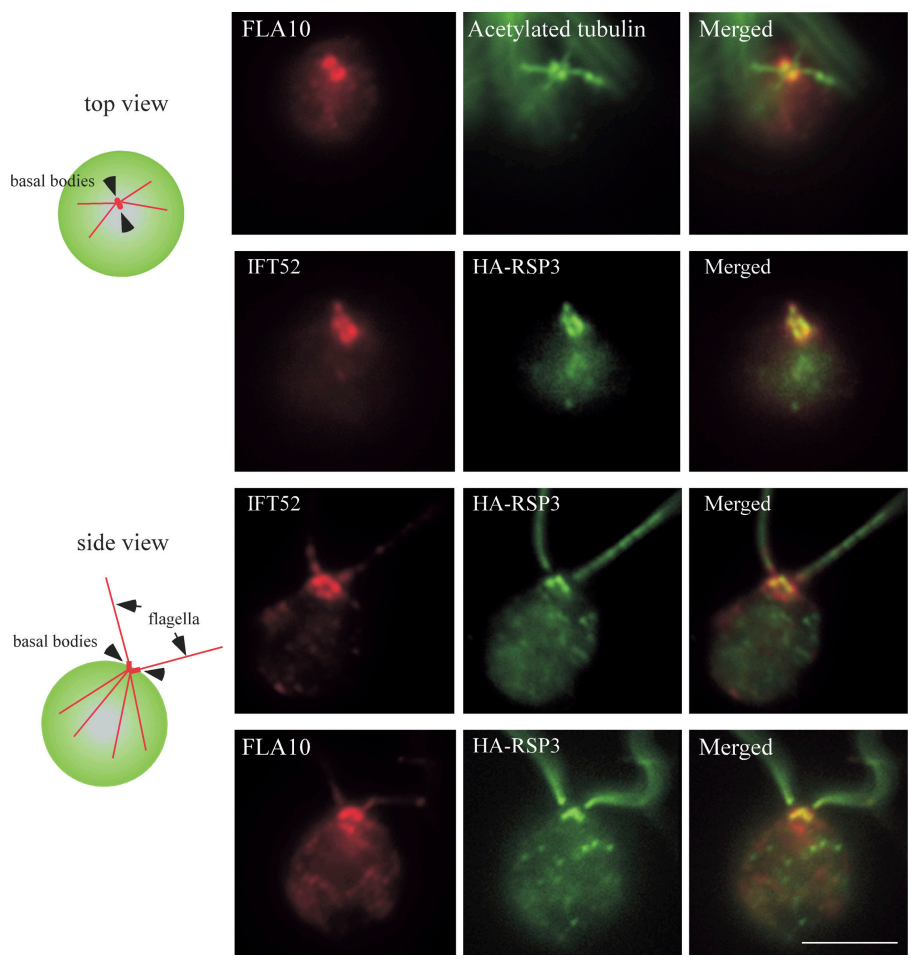 FLA10
Acetylated tubulin
Merged
top view
basal bodies
IFT52
HA-RSP3
Merged
IFT52
HA-RSP3
Merged
side view
flagella
basal bodies
FLA10
HA-RSP3
Merged